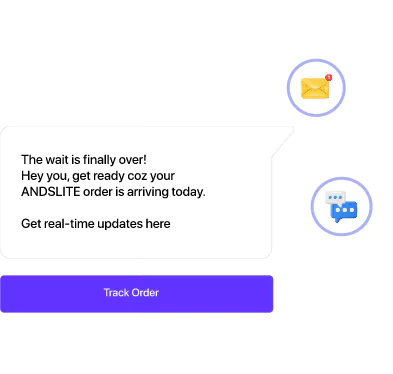 The wait is finally over!
Hey you, get ready coz your
ANDSLITE order is arriving today.
Get real-time updates here
Track Order